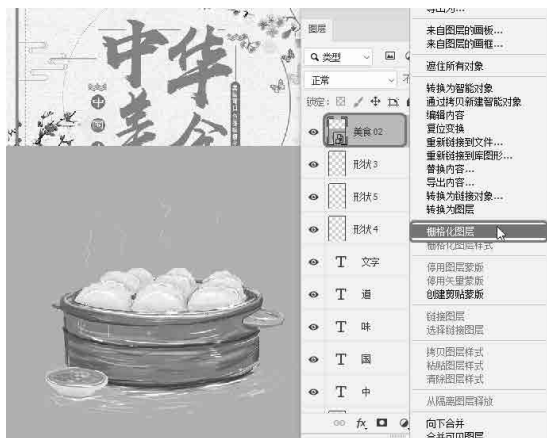 中华
美食
中
图层
类型
正常
锁定：
美食 02
形状 3
形状 5
形状 4
T 文字
T 道
T 味
T 国
T 中
fx
来自图层的画板...
来自图层的画框...
遮住所有对象
转换为智能对象
通过拷贝新建智能对象
编辑内容
复位变换
重新链接到文件...
重新链接到库图形...
替换内容...
导出内容...
转换为链接对象...
转换为图层
栅格化图层
栅格化图层样式
停用图层蒙版
停用矢量蒙版
创建剪贴蒙版
链接图层
选择链接图层
拷贝图层样式
粘贴图层样式
清除图层样式
从隔离图层释放
向下合并
合并可见图层